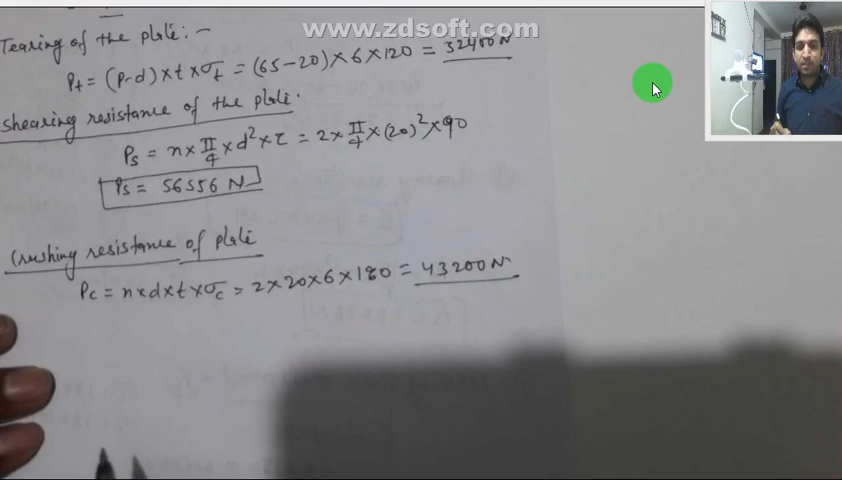 www.zdsoft.com
Tearing of the plate:-
Pt = (P-d)×t×σt = (65-20)×6×120 = 32400N
Shearing resistance of the plate.
Ps = n×π/4×d²×τ = 2×π/4×(20)²×90
Ps = 56556 N
Crushing resistance of plate
Pc = n×d×t×σc = 2×20×6×180 = 43200N